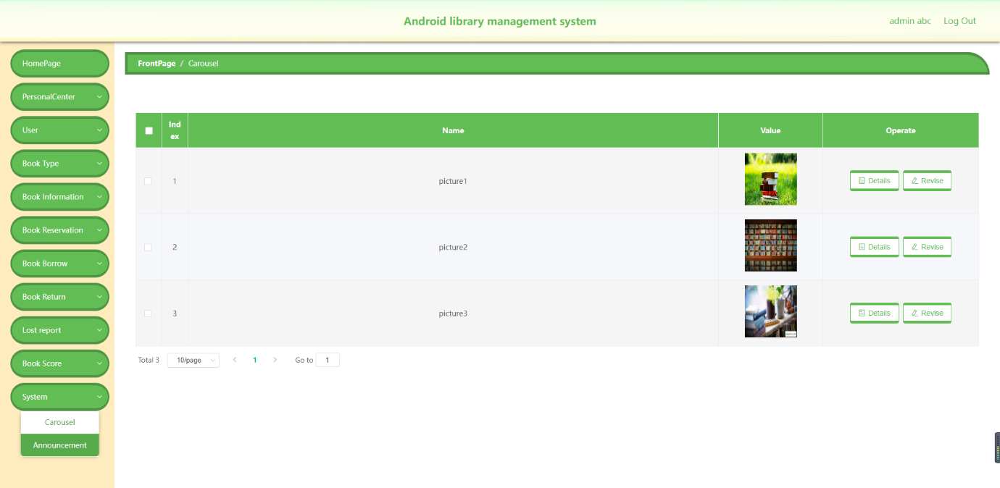 Android library management system
admin abc
Log Out
HomePage
PersonalCenter
User
Book Type
Book Information
Book Reservation
Book Borrow
Book Return
Lost report
Book Score
System
Carousel
Announcement
FrontPage / Carousel
Ind
ex
Name
Value
Operate
1
picture1
Details
Revise
2
picture2
Details
Revise
3
picture3
Details
Revise
Total 3
10/page
1
Go to
1